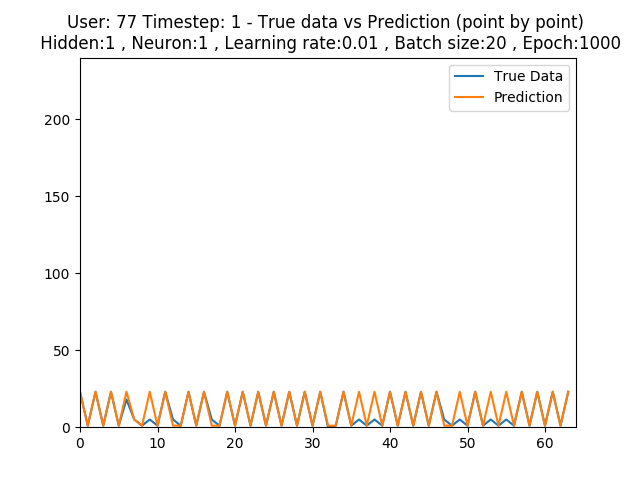 User: 77 Timestep: 1 - True data vs Prediction (point by point)
Hidden:1 , Neuron:1 , Learning rate:0.01 , Batch size:20 , Epoch:1000
True Data
Prediction
200
150
100
50
0
0 10 20 30 40 50 60